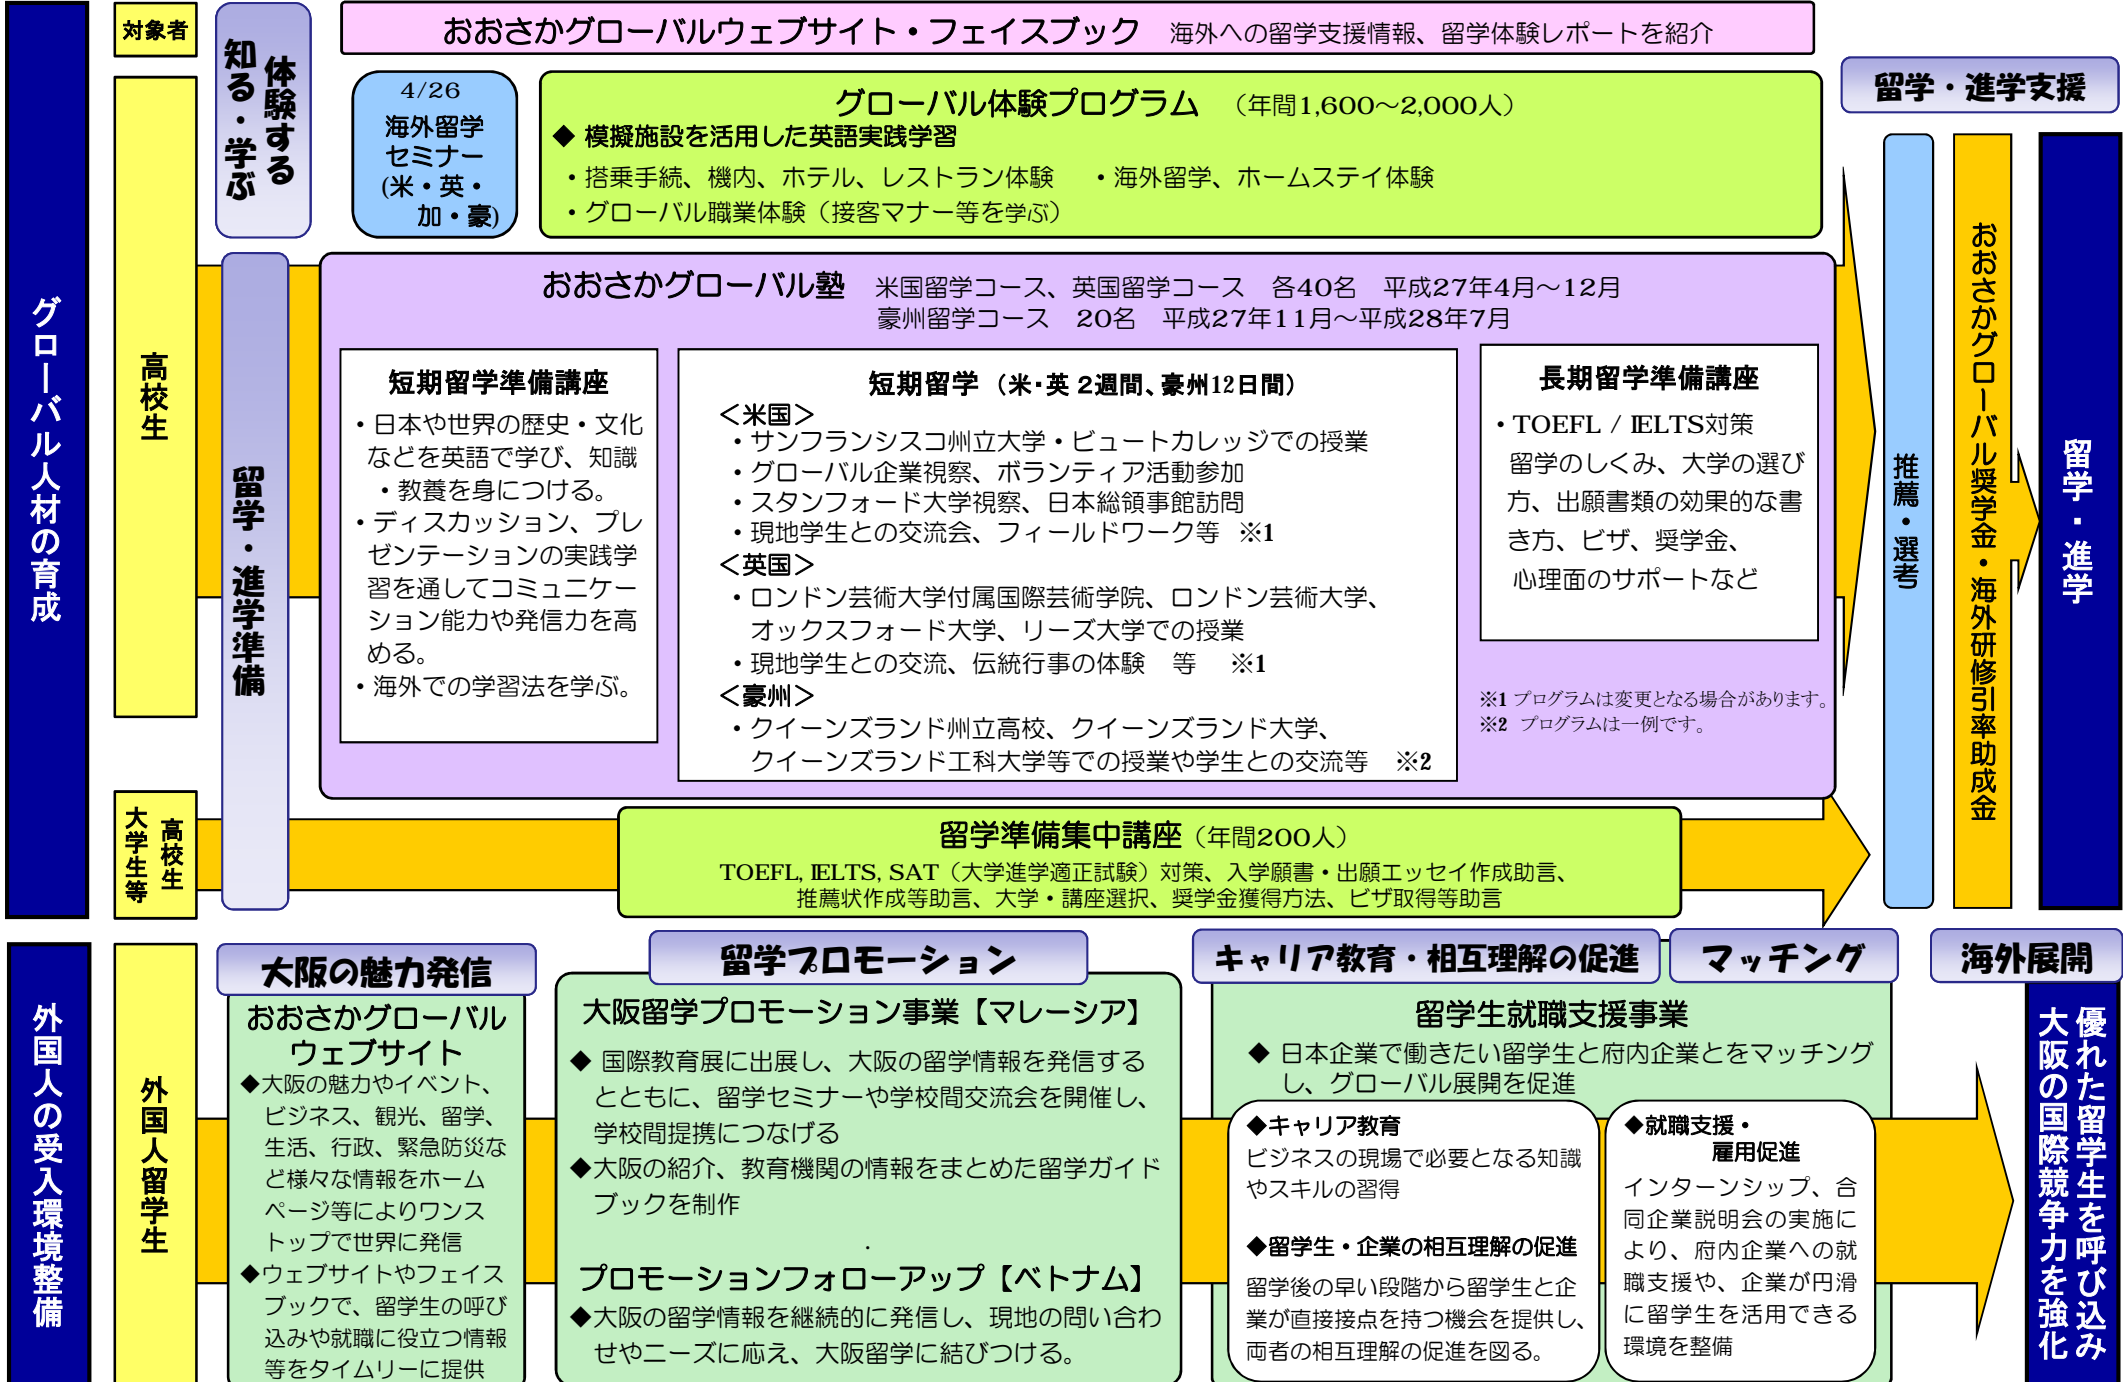 対象者
知る・学ぶ
体験する
おおさかグローバルウェブサイト・フェイスブック 海外への留学支援情報、留学体験レポートを紹介
留学・進学支援
グローバル人材の育成
高校生
4/26
海外留学
セミナー
(米・英・
加・豪)
グローバル体験プログラム （年間1,600～2,000人）
◆ 模擬施設を活用した英語実践学習
・搭乗手続、機内、ホテル、レストラン体験 ・海外留学、ホームステイ体験
・グローバル職業体験（接客マナー等を学ぶ）
留学・進学準備
おおさかグローバル塾 米国留学コース、英国留学コース 各40名 平成27年4月～12月
豪州留学コース 20名 平成27年11月～平成28年7月
短期留学準備講座
・日本や世界の歴史・文化
などを英語で学び、知識
・教養を身につける。
・ディスカッション、プレ
ゼンテーションの実践学
習を通してコミュニケー
ション能力や発信力を高
める。
・海外での学習法を学ぶ。
短期留学（米・英 2週間、豪州12日間）
＜米国＞
・サンフランシスコ州立大学・ビュートカレッジでの授業
・グローバル企業視察、ボランティア活動参加
・スタンフォード大学視察、日本総領事館訪問
・現地学生との交流会、フィールドワーク等 ※1
＜英国＞
・ロンドン芸術大学付属国際芸術学院、ロンドン芸術大学、
オックスフォード大学、リーズ大学での授業
・現地学生との交流、伝統行事の体験 等 ※1
＜豪州＞
・クイーンズランド州立高校、クイーンズランド大学、
クイーンズランド工科大学等での授業や学生との交流等 ※2
長期留学準備講座
・TOEFL / IELTS対策
留学のしくみ、大学の選び
方、出願書類の効果的な書
き方、ビザ、奨学金、
心理面のサポートなど
※1 プログラムは変更となる場合があります。
※2 プログラムは一例です。
推薦・選考
おおさかグローバル奨学金・海外研修引率助成金
留学・進学
高校生
大学生等
留学準備集中講座（年間200人）
TOEFL, IELTS, SAT（大学進学適正試験）対策、入学願書・出願エッセイ作成助言、
推薦状作成等助言、大学・講座選択、奨学金獲得方法、ビザ取得等助言
外国人の受入環境整備
外国人留学生
大阪の魅力発信
おおさかグローバル
ウェブサイト
◆大阪の魅力やイベント、
ビジネス、観光、留学、
生活、行政、緊急防災な
ど様々な情報をホーム
ページ等によりワンス
トップで世界に発信
◆ウェブサイトやフェイス
ブックで、留学生の呼び
込みや就職に役立つ情報
等をタイムリーに提供
留学プロモーション
大阪留学プロモーション事業【マレーシア】
◆ 国際教育展に出展し、大阪の留学情報を発信する
とともに、留学セミナーや学校間交流会を開催し、
学校間提携につなげる
◆大阪の紹介、教育機関の情報をまとめた留学ガイド
ブックを制作
.
プロモーションフォローアップ【ベトナム】
◆大阪の留学情報を継続的に発信し、現地の問い合わ
せやニーズに応え、大阪留学に結びつける。
キャリア教育・相互理解の促進
マッチング
留学生就職支援事業
◆ 日本企業で働きたい留学生と府内企業とをマッチング
し、グローバル展開を促進
◆キャリア教育
ビジネスの現場で必要となる知識
やスキルの習得
◆留学生・企業の相互理解の促進
留学後の早い段階から留学生と企
業が直接接点を持つ機会を提供し、
両者の相互理解の促進を図る。
◆就職支援・
雇用促進
インターンシップ、合
同企業説明会の実施に
より、府内企業への就
職支援や、企業が円滑
に留学生を活用できる
環境を整備
海外展開
優れた留学生を呼び込み
大阪の国際競争力を強化